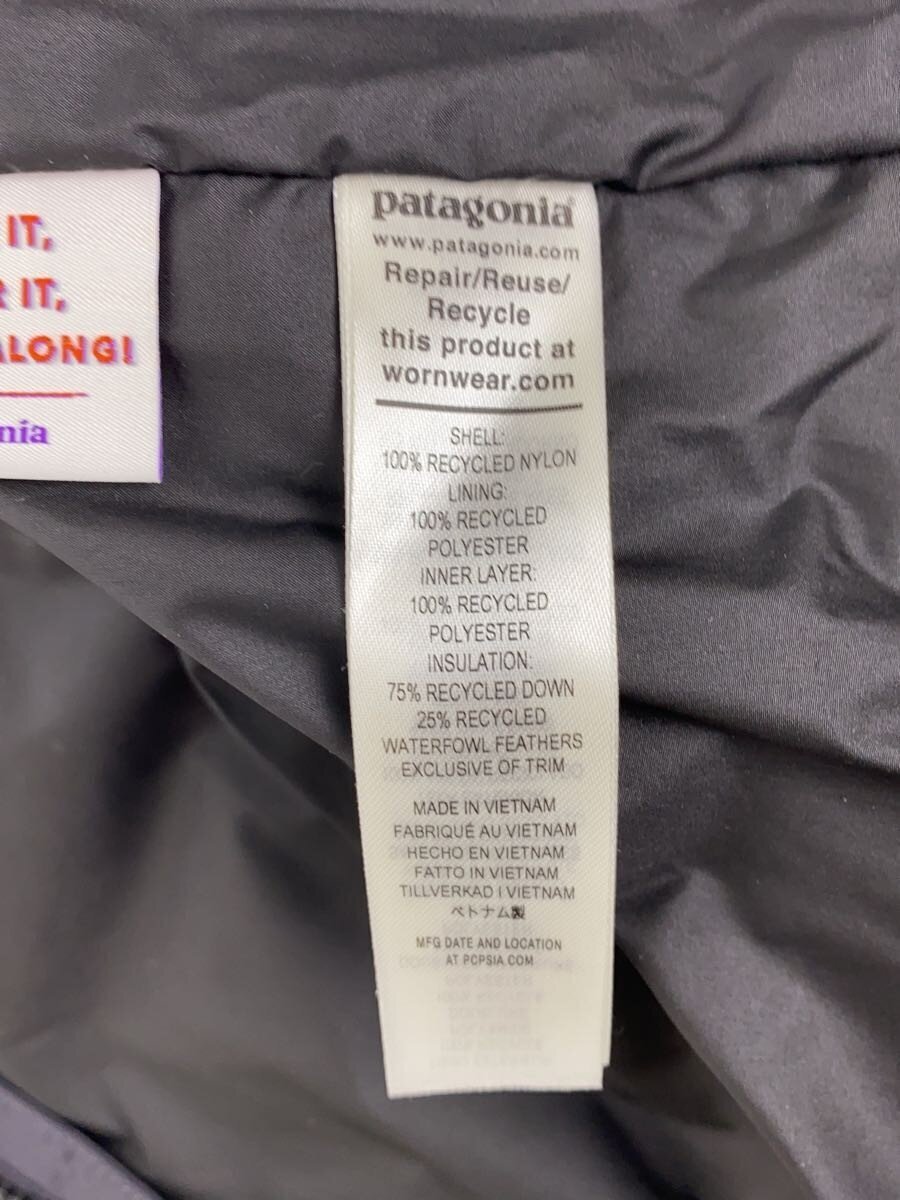 IT,
R IT,
ALONG!
nia
patagonia
www.patagonia.com
Repair/Reuse/
Recycle
this product at
wornwear.com
SHELL:
100% RECYCLED NYLON
LINING:
100% RECYCLED
POLYESTER
INNER LAYER:
100% RECYCLED
POLYESTER
INSULATION:
75% RECYCLED DOWN
25% RECYCLED
WATERFOWL FEATHERS
EXCLUSIVE OF TRIM
MADE IN VIETNAM
FABRIQUÉ AU VIETNAM
HECHO EN VIETNAM
FATTO IN VIETNAM
TILLVERKAD I VIETNAM
ベトナム製
MFG DATE AND LOCATION
AT PCPSIA.COM